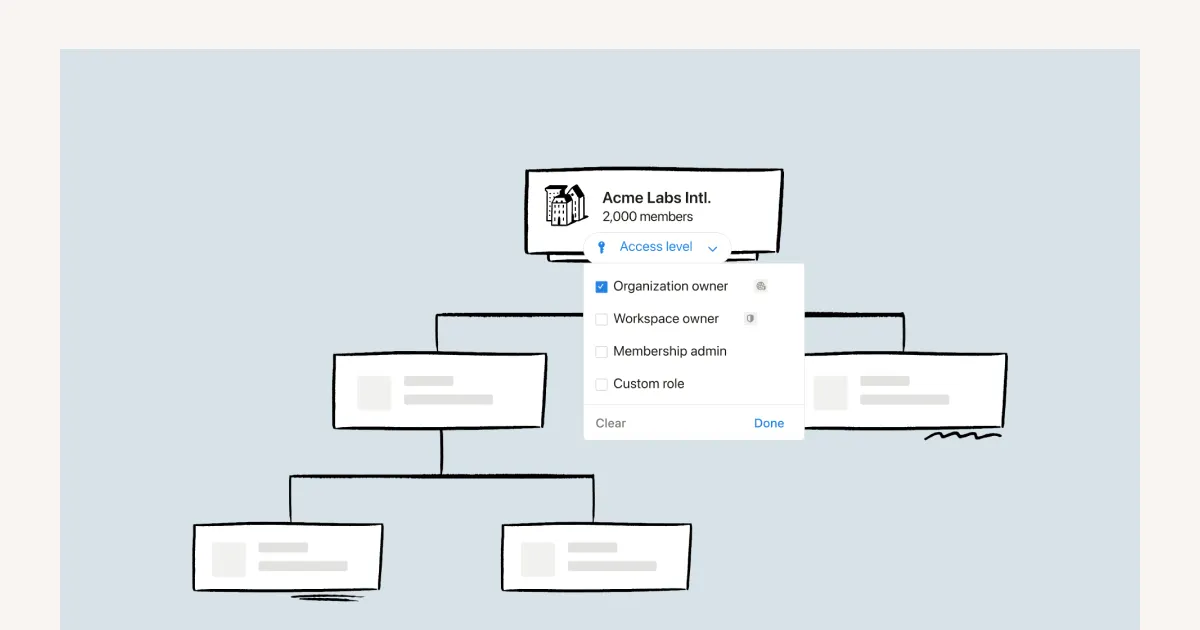 Acme Labs Intl.
2,000 members
Access level
Organization owner
Workspace owner
Membership admin
Custom role
Clear
Done